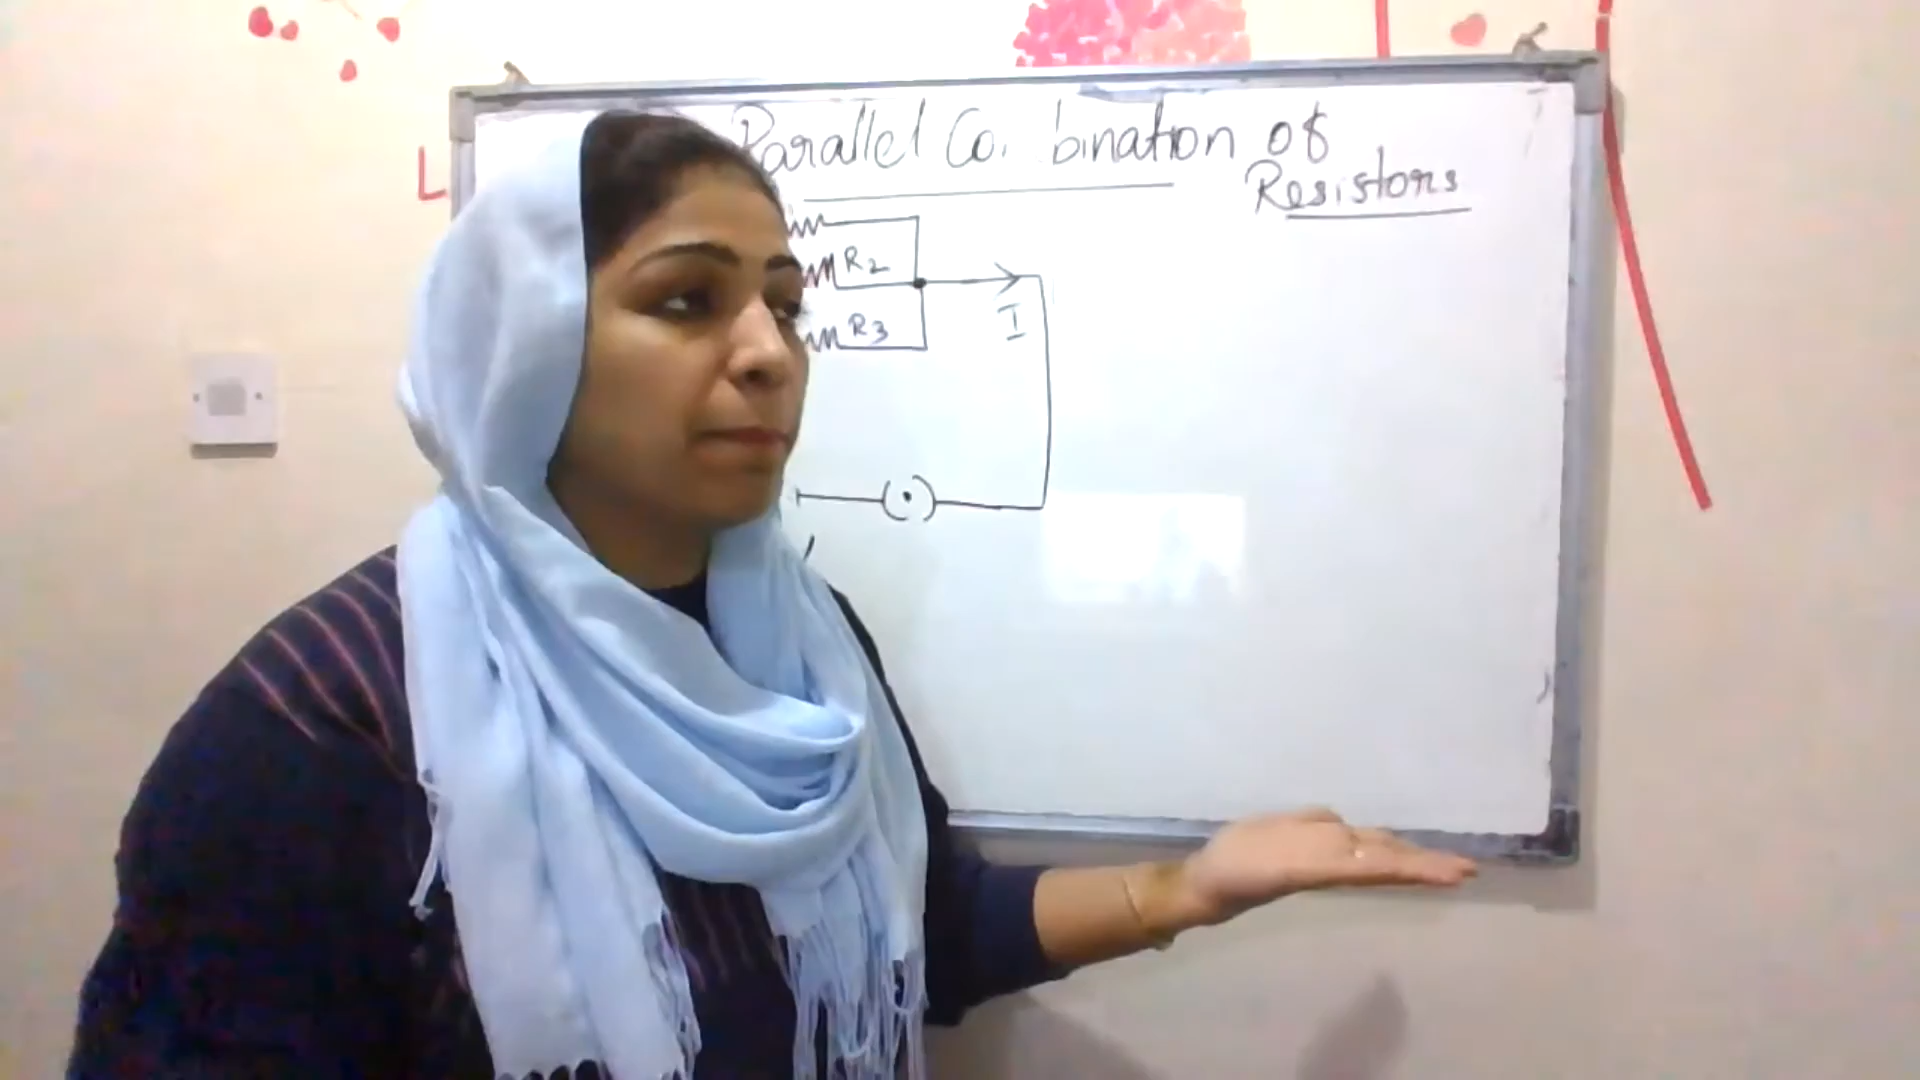 Parallel Co bination of
Resistors
R2
R3
I